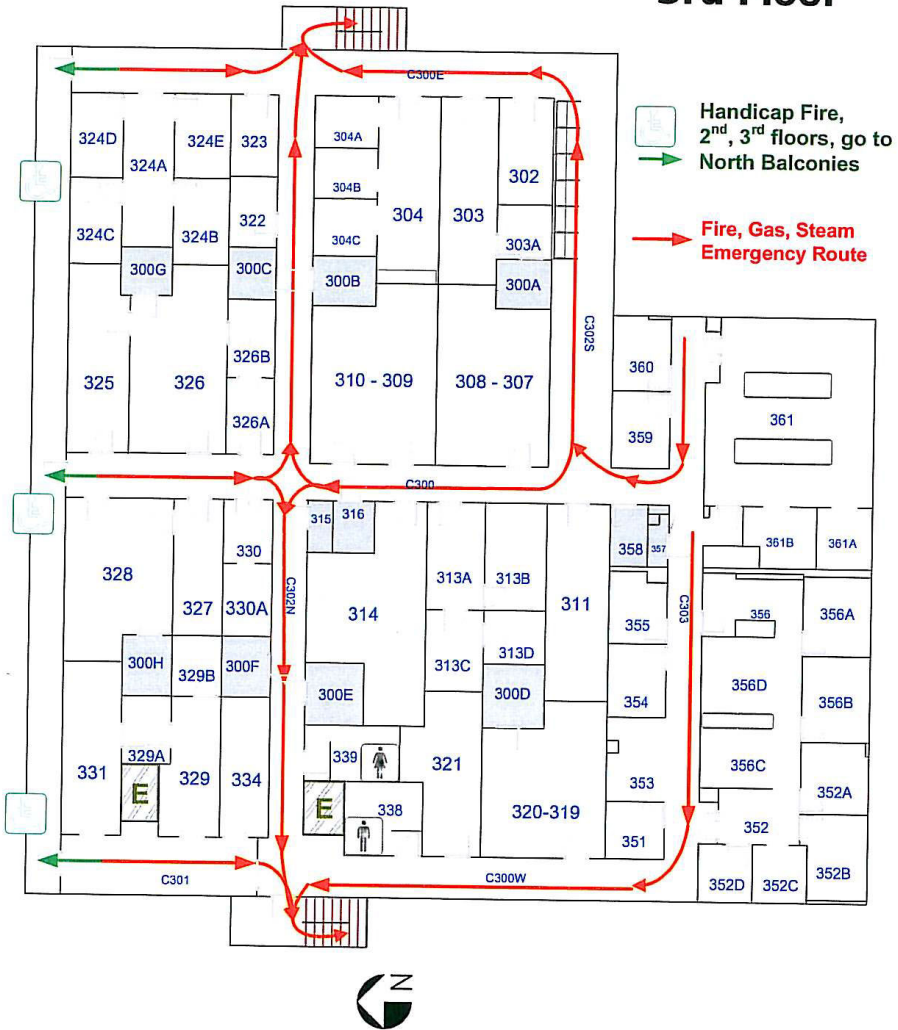 3rd Floor
C300E
Handicap Fire,
2nd, 3rd floors, go to
North Balconies
Fire, Gas, Steam
Emergency Route
324D
324A
324E
323
304A
304B
304
303
302
324C
324B
322
304C
303A
300G
300C
300B
300A
C302S
326B
325
326
310 - 309
308 - 307
360
361
326A
359
C300
315
316
358
357
361B
361A
330
328
327
330A
C302N
314
313A
313B
311
C303
355
356
356A
300H
329B
300F
300E
313C
313D
300D
354
356D
356B
329A
339
331
329
334
321
353
356C
352A
E
E
338
320-319
351
352
C301
C300W
352D
352C
352B
N